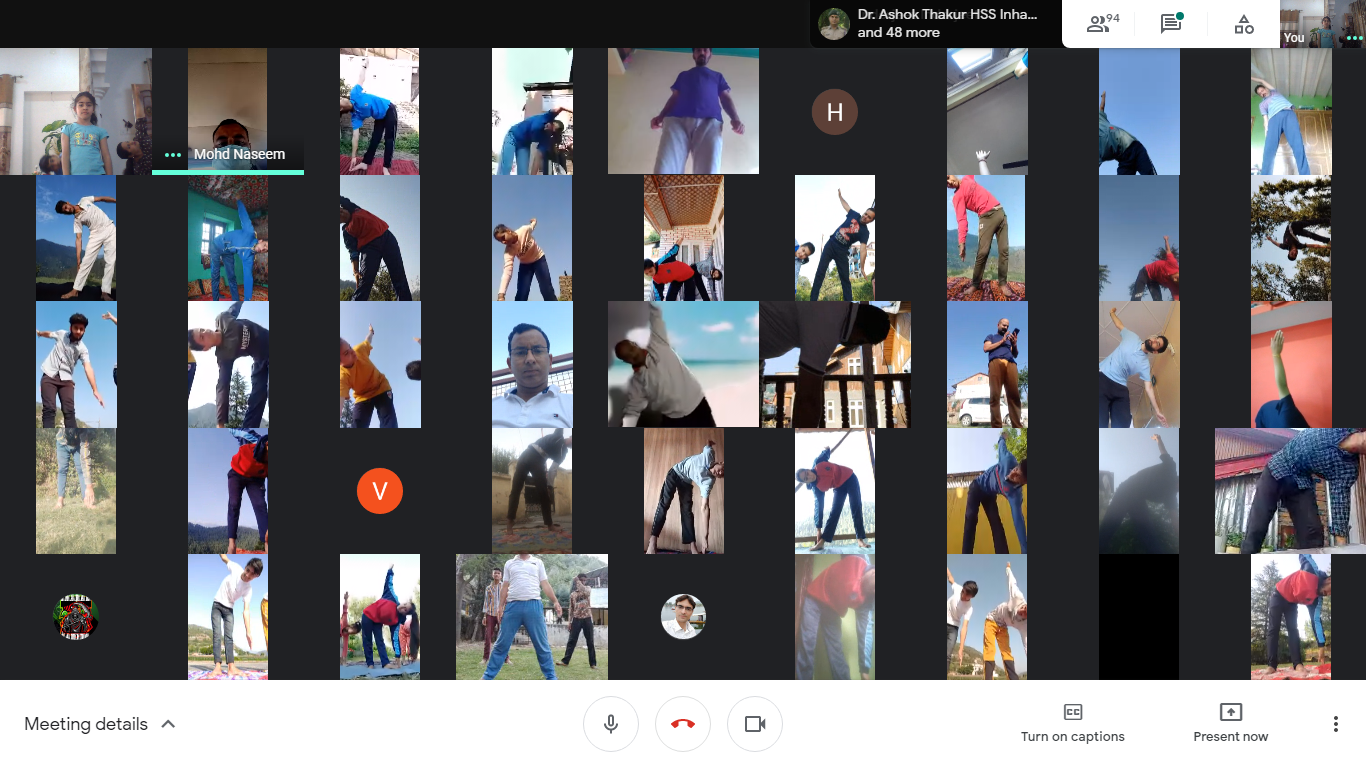 Dr. Ashok Thakur HSS Inha...
and 48 more
94
You
Mohd Naseem
H
V
Meeting details
CC
Turn on captions
Present now